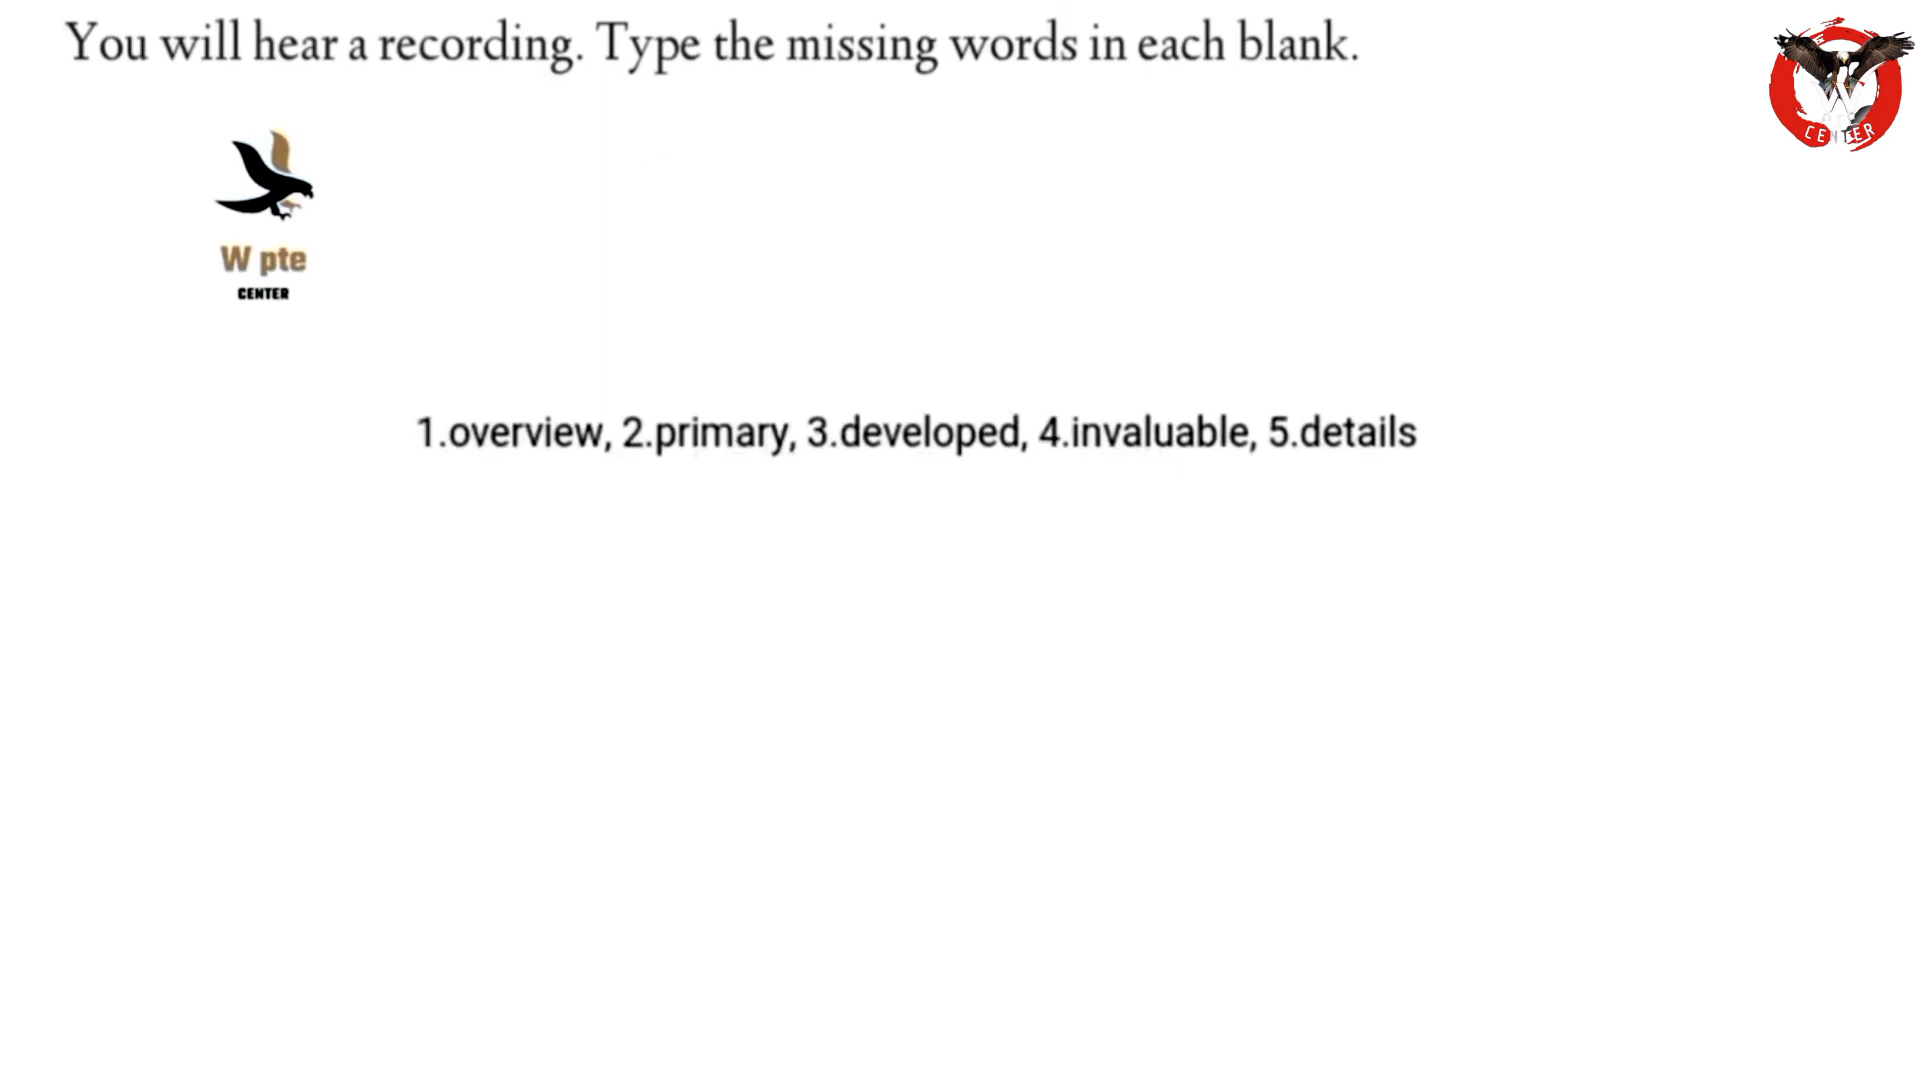 You will hear a recording. Type the missing words in each blank.
W pte
CENTER
CENTER
1.overview, 2.primary, 3.developed, 4.invaluable, 5.details